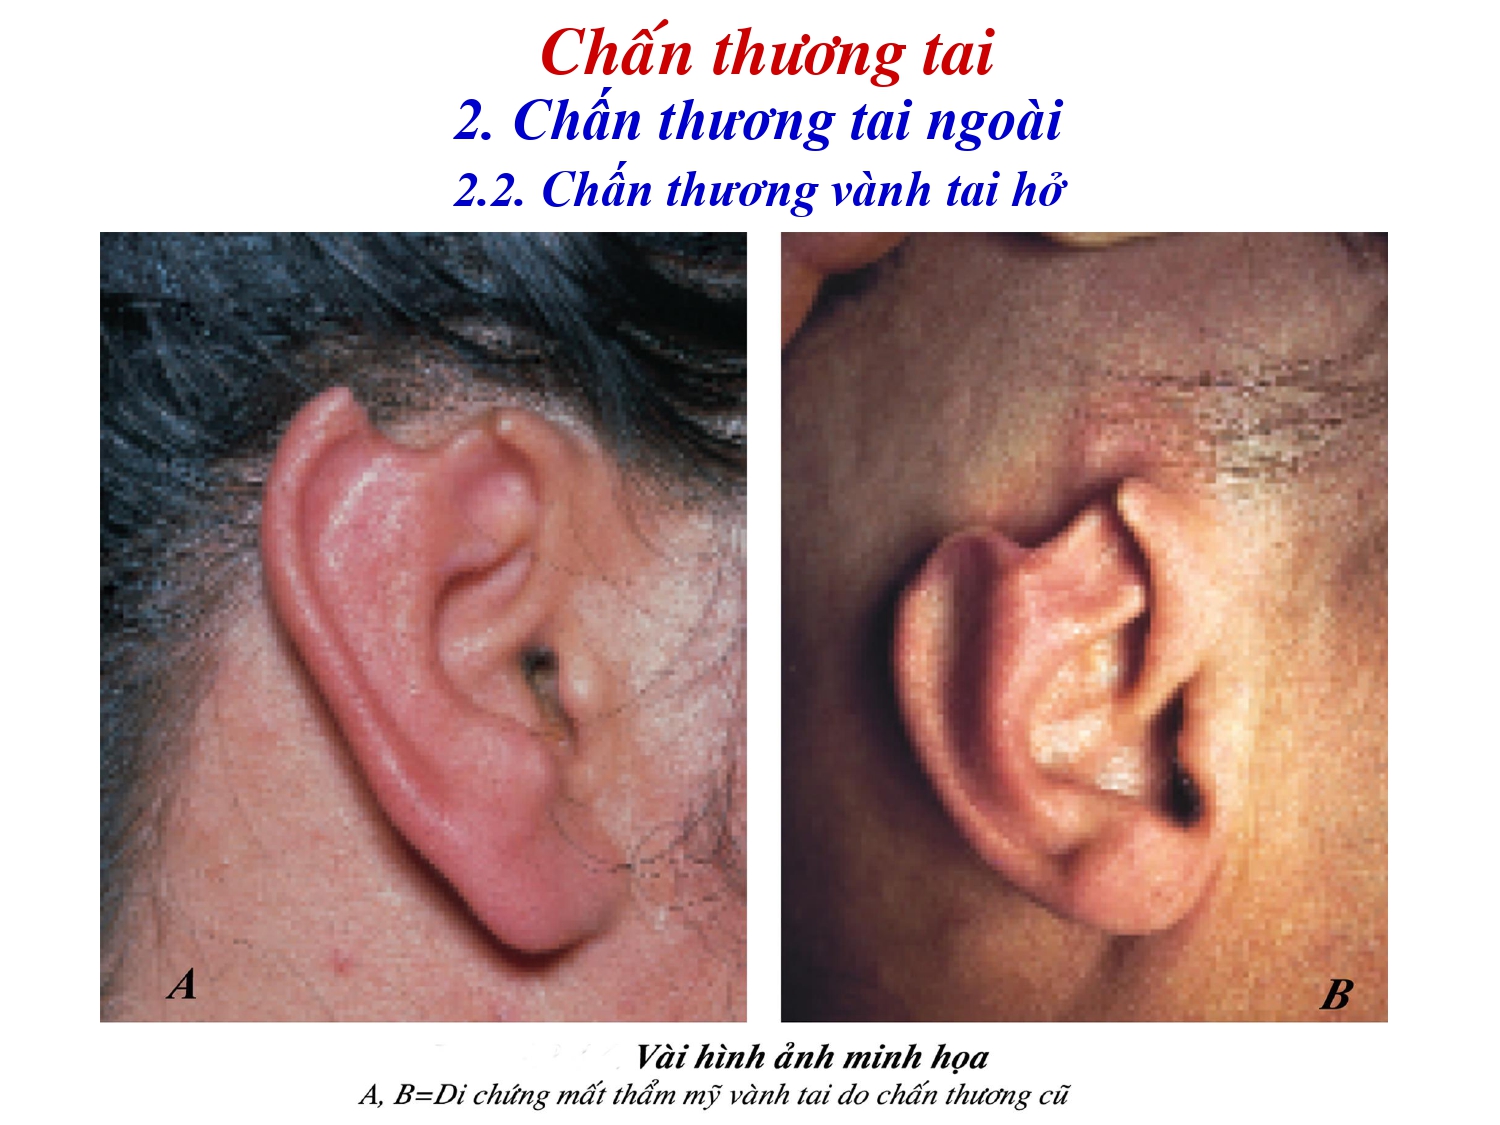 Chấn thương tai
2. Chấn thương tai ngoài
2.2. Chấn thương vành tai hở
A
B
Vài hình ảnh minh họa
A, B=Di chứng mất thẩm mỹ vành tai do chấn thương cũ